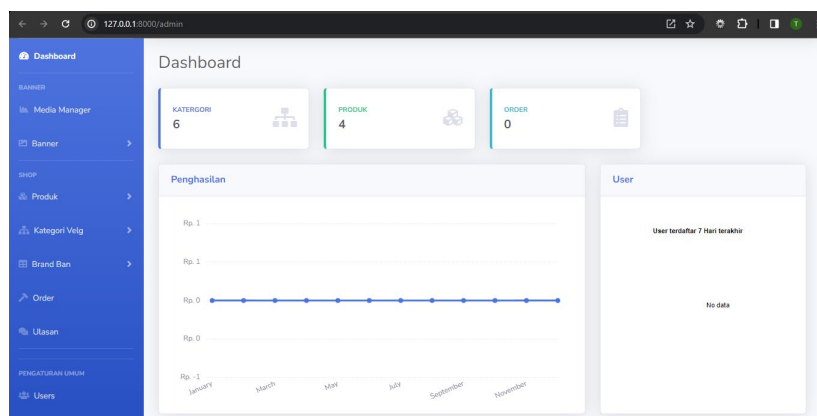 127.0.0.1:8000/admin
T
Dashboard
BANNER
Media Manager
Banner
SHOP
Produk
Kategori Velg
Brand Ban
Order
Ulasan
PENGATURAN UMUM
Users
Dashboard
KATERGORI
6
PRODUK
4
ORDER
0
Penghasilan
Rp. 1
Rp. 1
Rp. 0
Rp. 0
Rp. -1
January March May July September November
User
User terdaftar 7 Hari terakhir
No data